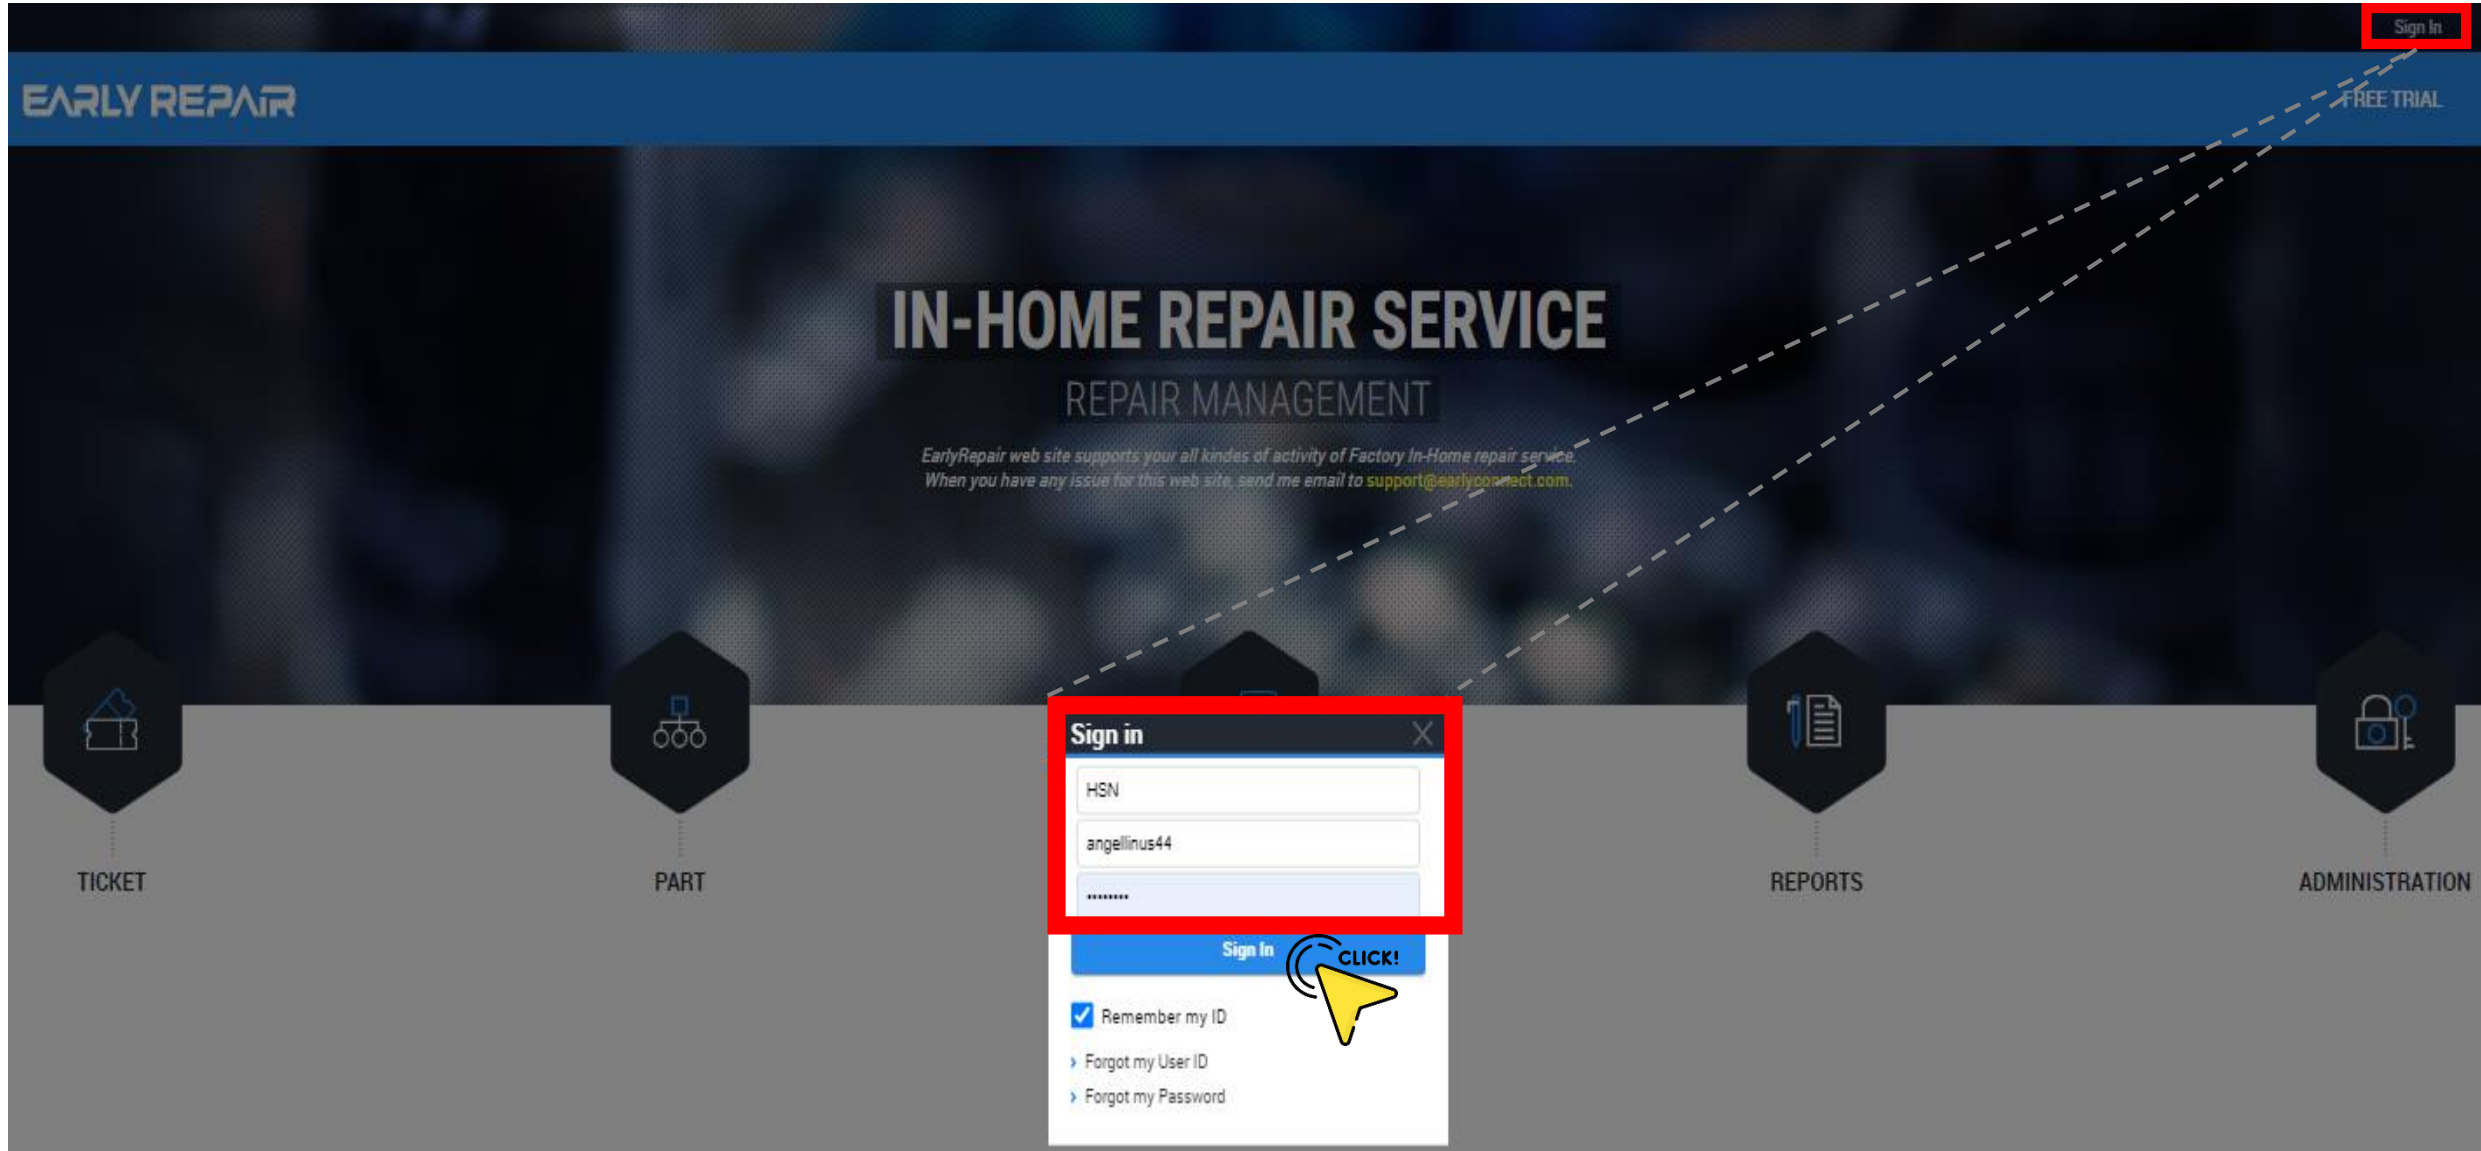 Sign In
EARLY REPAIR
FREE TRIAL
IN-HOME REPAIR SERVICE
REPAIR MANAGEMENT
EarlyRepair web site supports your all kindes of activity of Factory In-Home repair service.
When you have any issue for this web site, send me email to support@earlyconnect.com.
Sign in
X
HSN
angellinus44
••••••••
Sign In
CLICK!
Remember my ID
› Forgot my User ID
› Forgot my Password
TICKET
PART
REPORTS
ADMINISTRATION